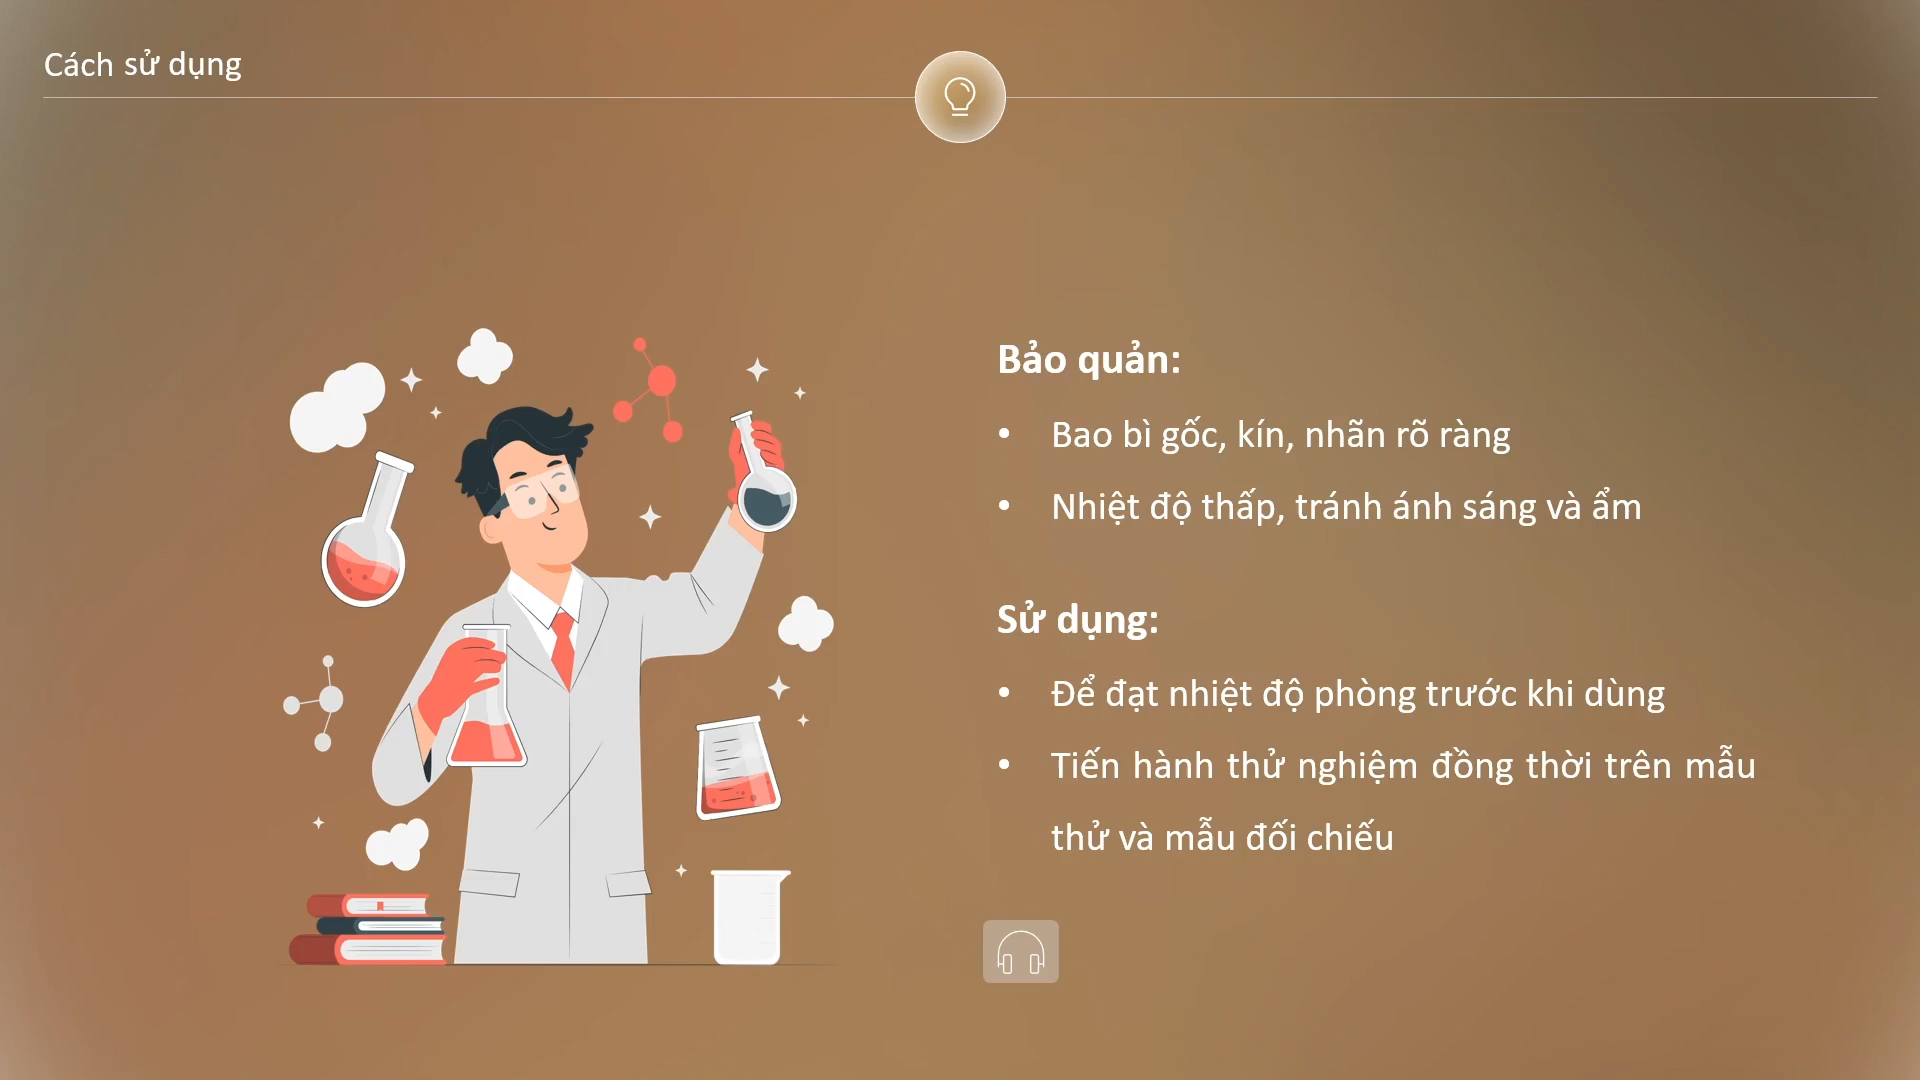 Cách sử dụng
Bảo quản:
• Bao bì gốc, kín, nhãn rõ ràng
• Nhiệt độ thấp, tránh ánh sáng và ẩm
Sử dụng:
• Để đạt nhiệt độ phòng trước khi dùng
• Tiến hành thử nghiệm đồng thời trên mẫu
thử và mẫu đối chiếu